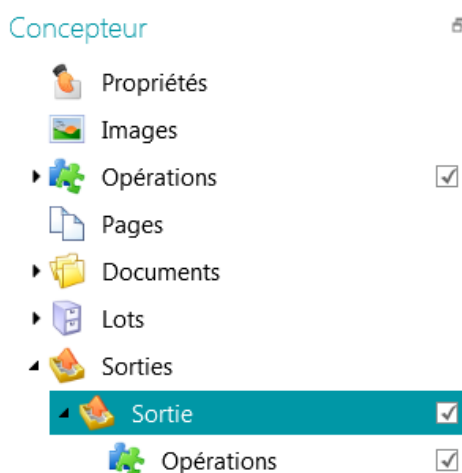 Concepteur
Propriétés
Images
Opérations
Pages
Documents
Lots
Sorties
Sortie
Opérations